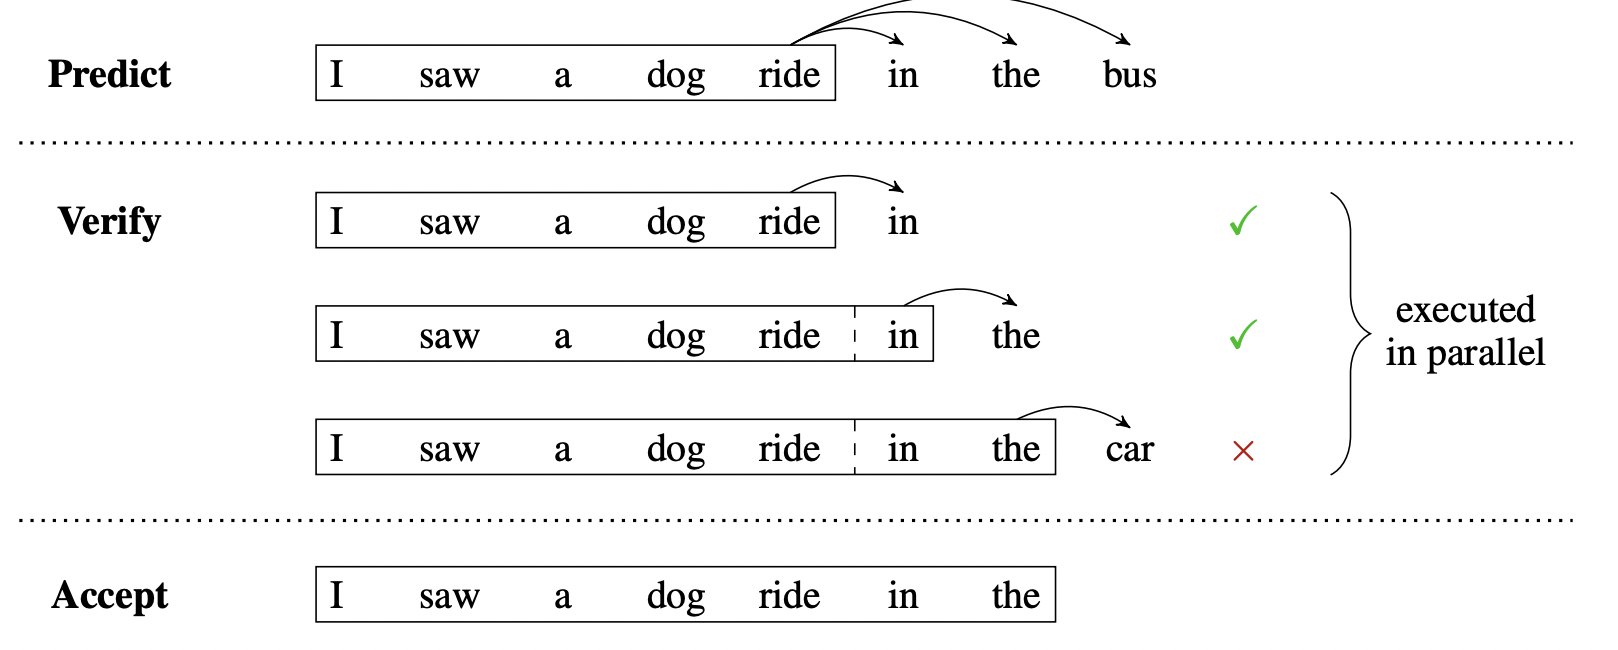 Predict I saw a dog ride in the bus
Verify I saw a dog ride in ✓
I saw a dog ride in the ✓
I saw a dog ride in the car ×
executed
in parallel
Accept I saw a dog ride in the